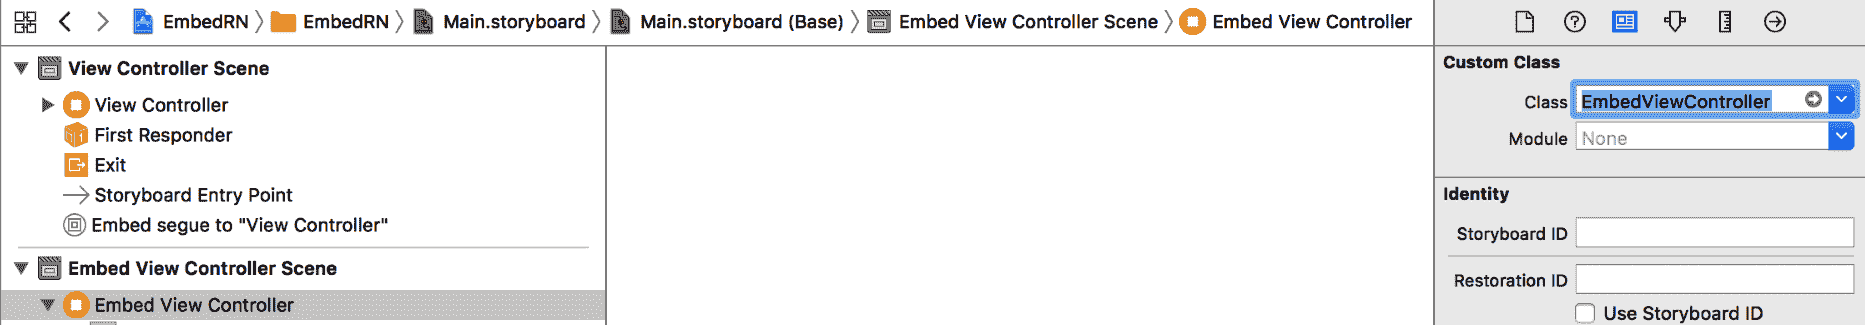 EmbedRN EmbedRN Main.storyboard Main.storyboard (Base) Embed View Controller Scene Embed View Controller
View Controller Scene
View Controller
First Responder
Exit
Storyboard Entry Point
Embed segue to "View Controller"
Embed View Controller Scene
Embed View Controller
Custom Class
Class EmbedViewController
Module None
Identity
Storyboard ID
Restoration ID
Use Storyboard ID